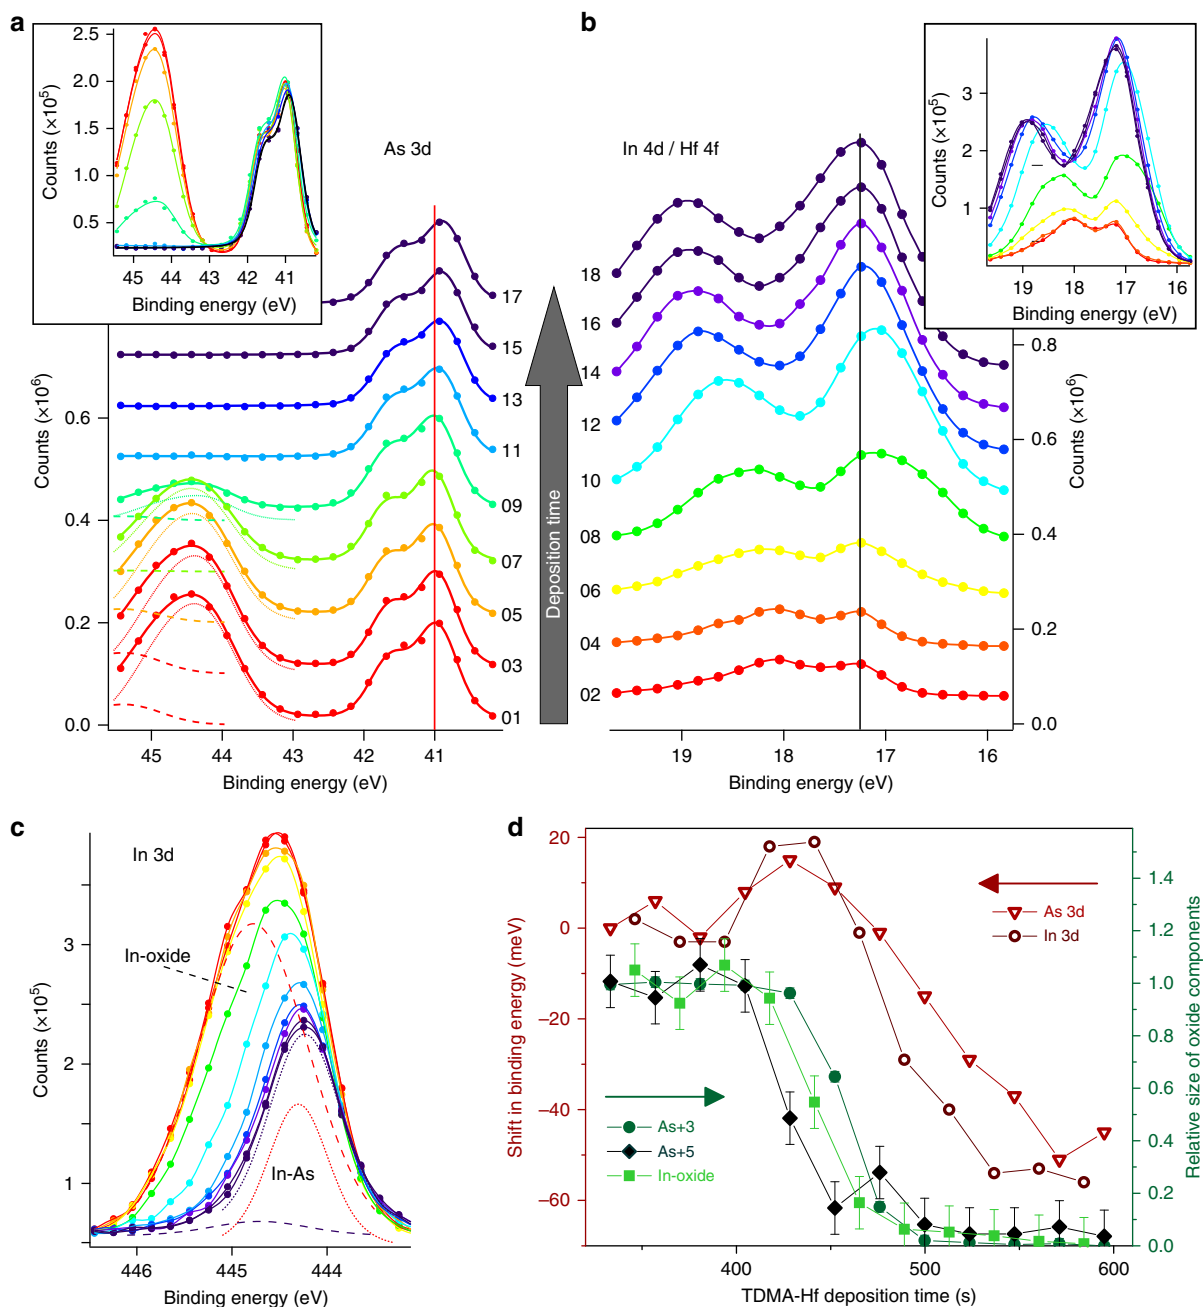 a
2.5
2.0
1.5
1.0
0.5
Counts (×10⁵)
45 44 43 42 41
Binding energy (eV)
As 3d
17
15
13
11
09
07
05
03
01
0.6
0.4
0.2
0.0
Counts (×10⁶)
45 44 43 42 41
Binding energy (eV)
Deposition time
b
In 4d / Hf 4f
3
2
1
Counts (×10⁵)
19 18 17 16
Binding energy (eV)
18
16
14
12
10
08
06
04
02
0.8
0.6
0.4
0.2
0.0
Counts (×10⁶)
19 18 17 16
Binding energy (eV)
c
In 3d
In-oxide
In-As
3
2
1
Counts (×10⁵)
446 445 444
Binding energy (eV)
d
20
0
−20
−40
−60
Shift in binding energy (meV)
As 3d
In 3d
As+3
As+5
In-oxide
1.4
1.2
1.0
0.8
0.6
0.4
0.2
0.0
Relative size of oxide components
400 500 600
TDMA-Hf deposition time (s)